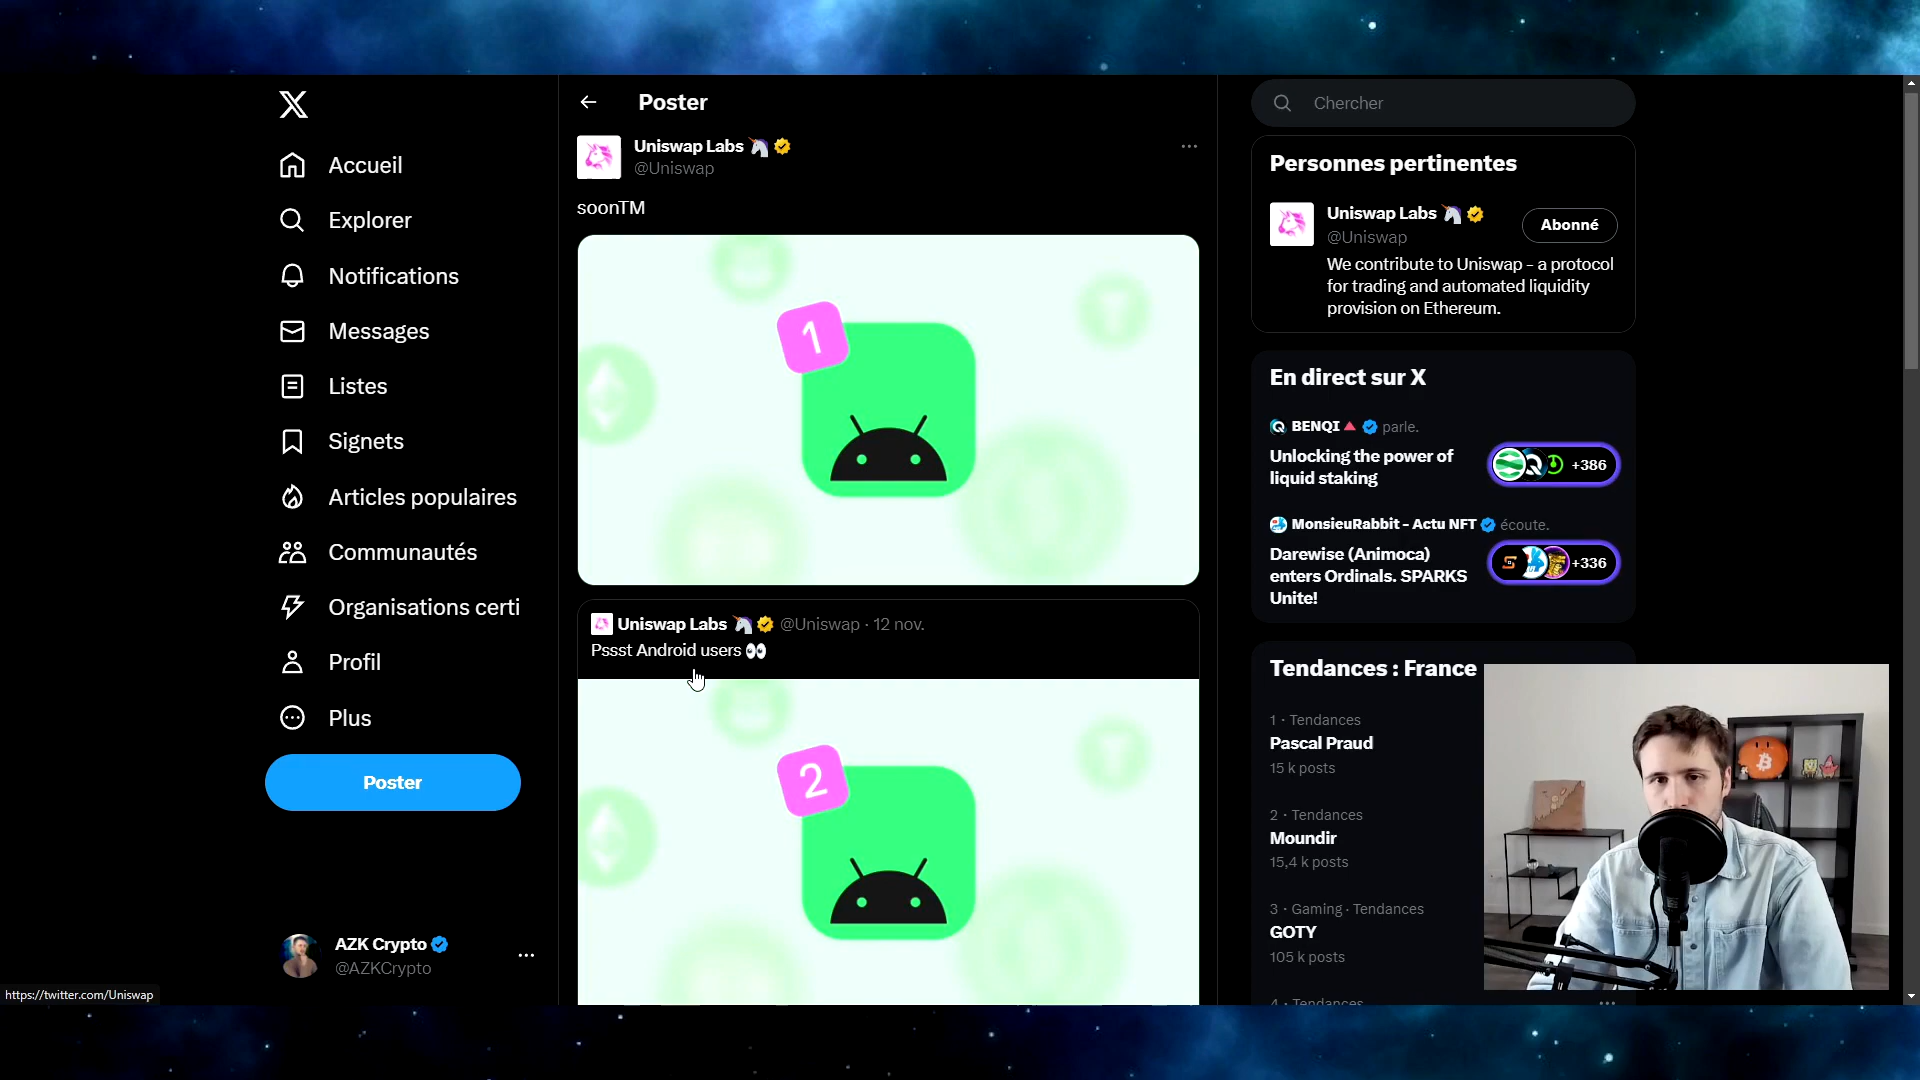 Accueil
Explorer
Notifications
Messages
Listes
Signets
Articles populaires
Communautés
Organisations certi
Profil
Plus
Poster
AZK Crypto
@AZKCrypto
https://twitter.com/Uniswap
Poster
Uniswap Labs 🦄
@Uniswap
soonTM
1
Uniswap Labs 🦄 @Uniswap · 12 nov.
Pssst Android users 👀
2
Chercher
Personnes pertinentes
Uniswap Labs 🦄
@Uniswap
Abonné
We contribute to Uniswap – a protocol
for trading and automated liquidity
provision on Ethereum.
En direct sur X
BENQI🔺 parle.
Unlocking the power of
liquid staking
+386
MonsieurRabbit - Actu NFT écoute.
Darewise (Animoca)
enters Ordinals. SPARKS
Unite!
+336
Tendances : France
1 · Tendances
Pascal Praud
15 k posts
2 · Tendances
Moundir
15,4 k posts
3 · Gaming · Tendances
GOTY
105 k posts
4 · Tendances